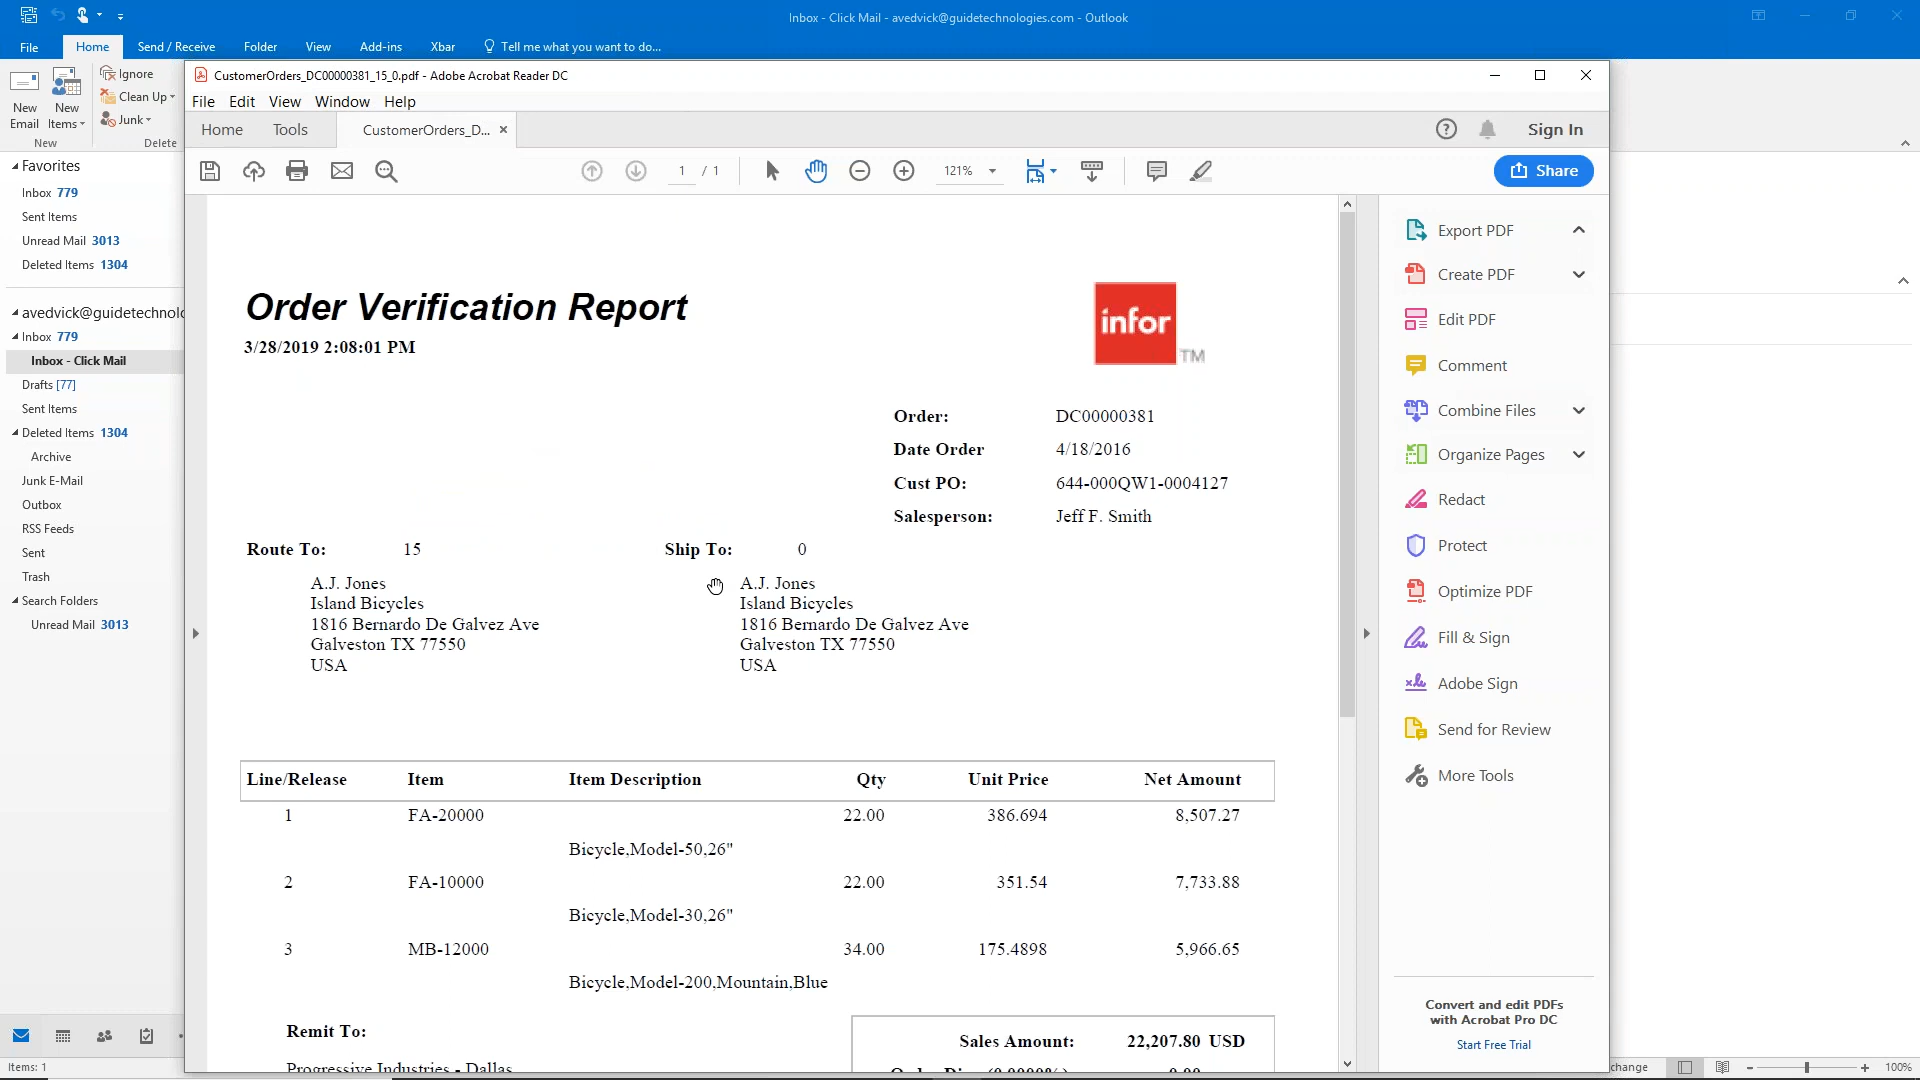 Inbox - Click Mail - avedvick@guidetechnologies.com - Outlook
File Home Send / Receive Folder View Add-ins Xbar Tell me what you want to do...
New Email
New Items
Ignore
Clean Up
Junk
New
Delete
CustomerOrders_DC00000381_15_0.pdf - Adobe Acrobat Reader DC
File Edit View Window Help
Home Tools CustomerOrders_D... × Sign In
1 / 1 121% Share
Favorites
Inbox 779
Sent Items
Unread Mail 3013
Deleted Items 1304
avedvick@guidetechnol
Inbox 779
Inbox - Click Mail
Drafts [77]
Sent Items
Deleted Items 1304
Archive
Junk E-Mail
Outbox
RSS Feeds
Sent
Trash
Search Folders
Unread Mail 3013
Items: 1
Order Verification Report
3/28/2019 2:08:01 PM
infor
TM
Order: DC00000381
Date Order 4/18/2016
Cust PO: 644-000QW1-0004127
Salesperson: Jeff F. Smith
Route To: 15
A.J. Jones
Island Bicycles
1816 Bernardo De Galvez Ave
Galveston TX 77550
USA
Ship To: 0
A.J. Jones
Island Bicycles
1816 Bernardo De Galvez Ave
Galveston TX 77550
USA
Line/Release Item Item Description Qty Unit Price Net Amount
1 FA-20000 22.00 386.694 8,507.27
Bicycle,Model-50,26"
2 FA-10000 22.00 351.54 7,733.88
Bicycle,Model-30,26"
3 MB-12000 34.00 175.4898 5,966.65
Bicycle,Model-200,Mountain,Blue
Remit To:
Progressive Industries - Dallas
Sales Amount: 22,207.80 USD
Export PDF
Create PDF
Edit PDF
Comment
Combine Files
Organize Pages
Redact
Protect
Optimize PDF
Fill & Sign
Adobe Sign
Send for Review
More Tools
Convert and edit PDFs
with Acrobat Pro DC
Start Free Trial
change
100%